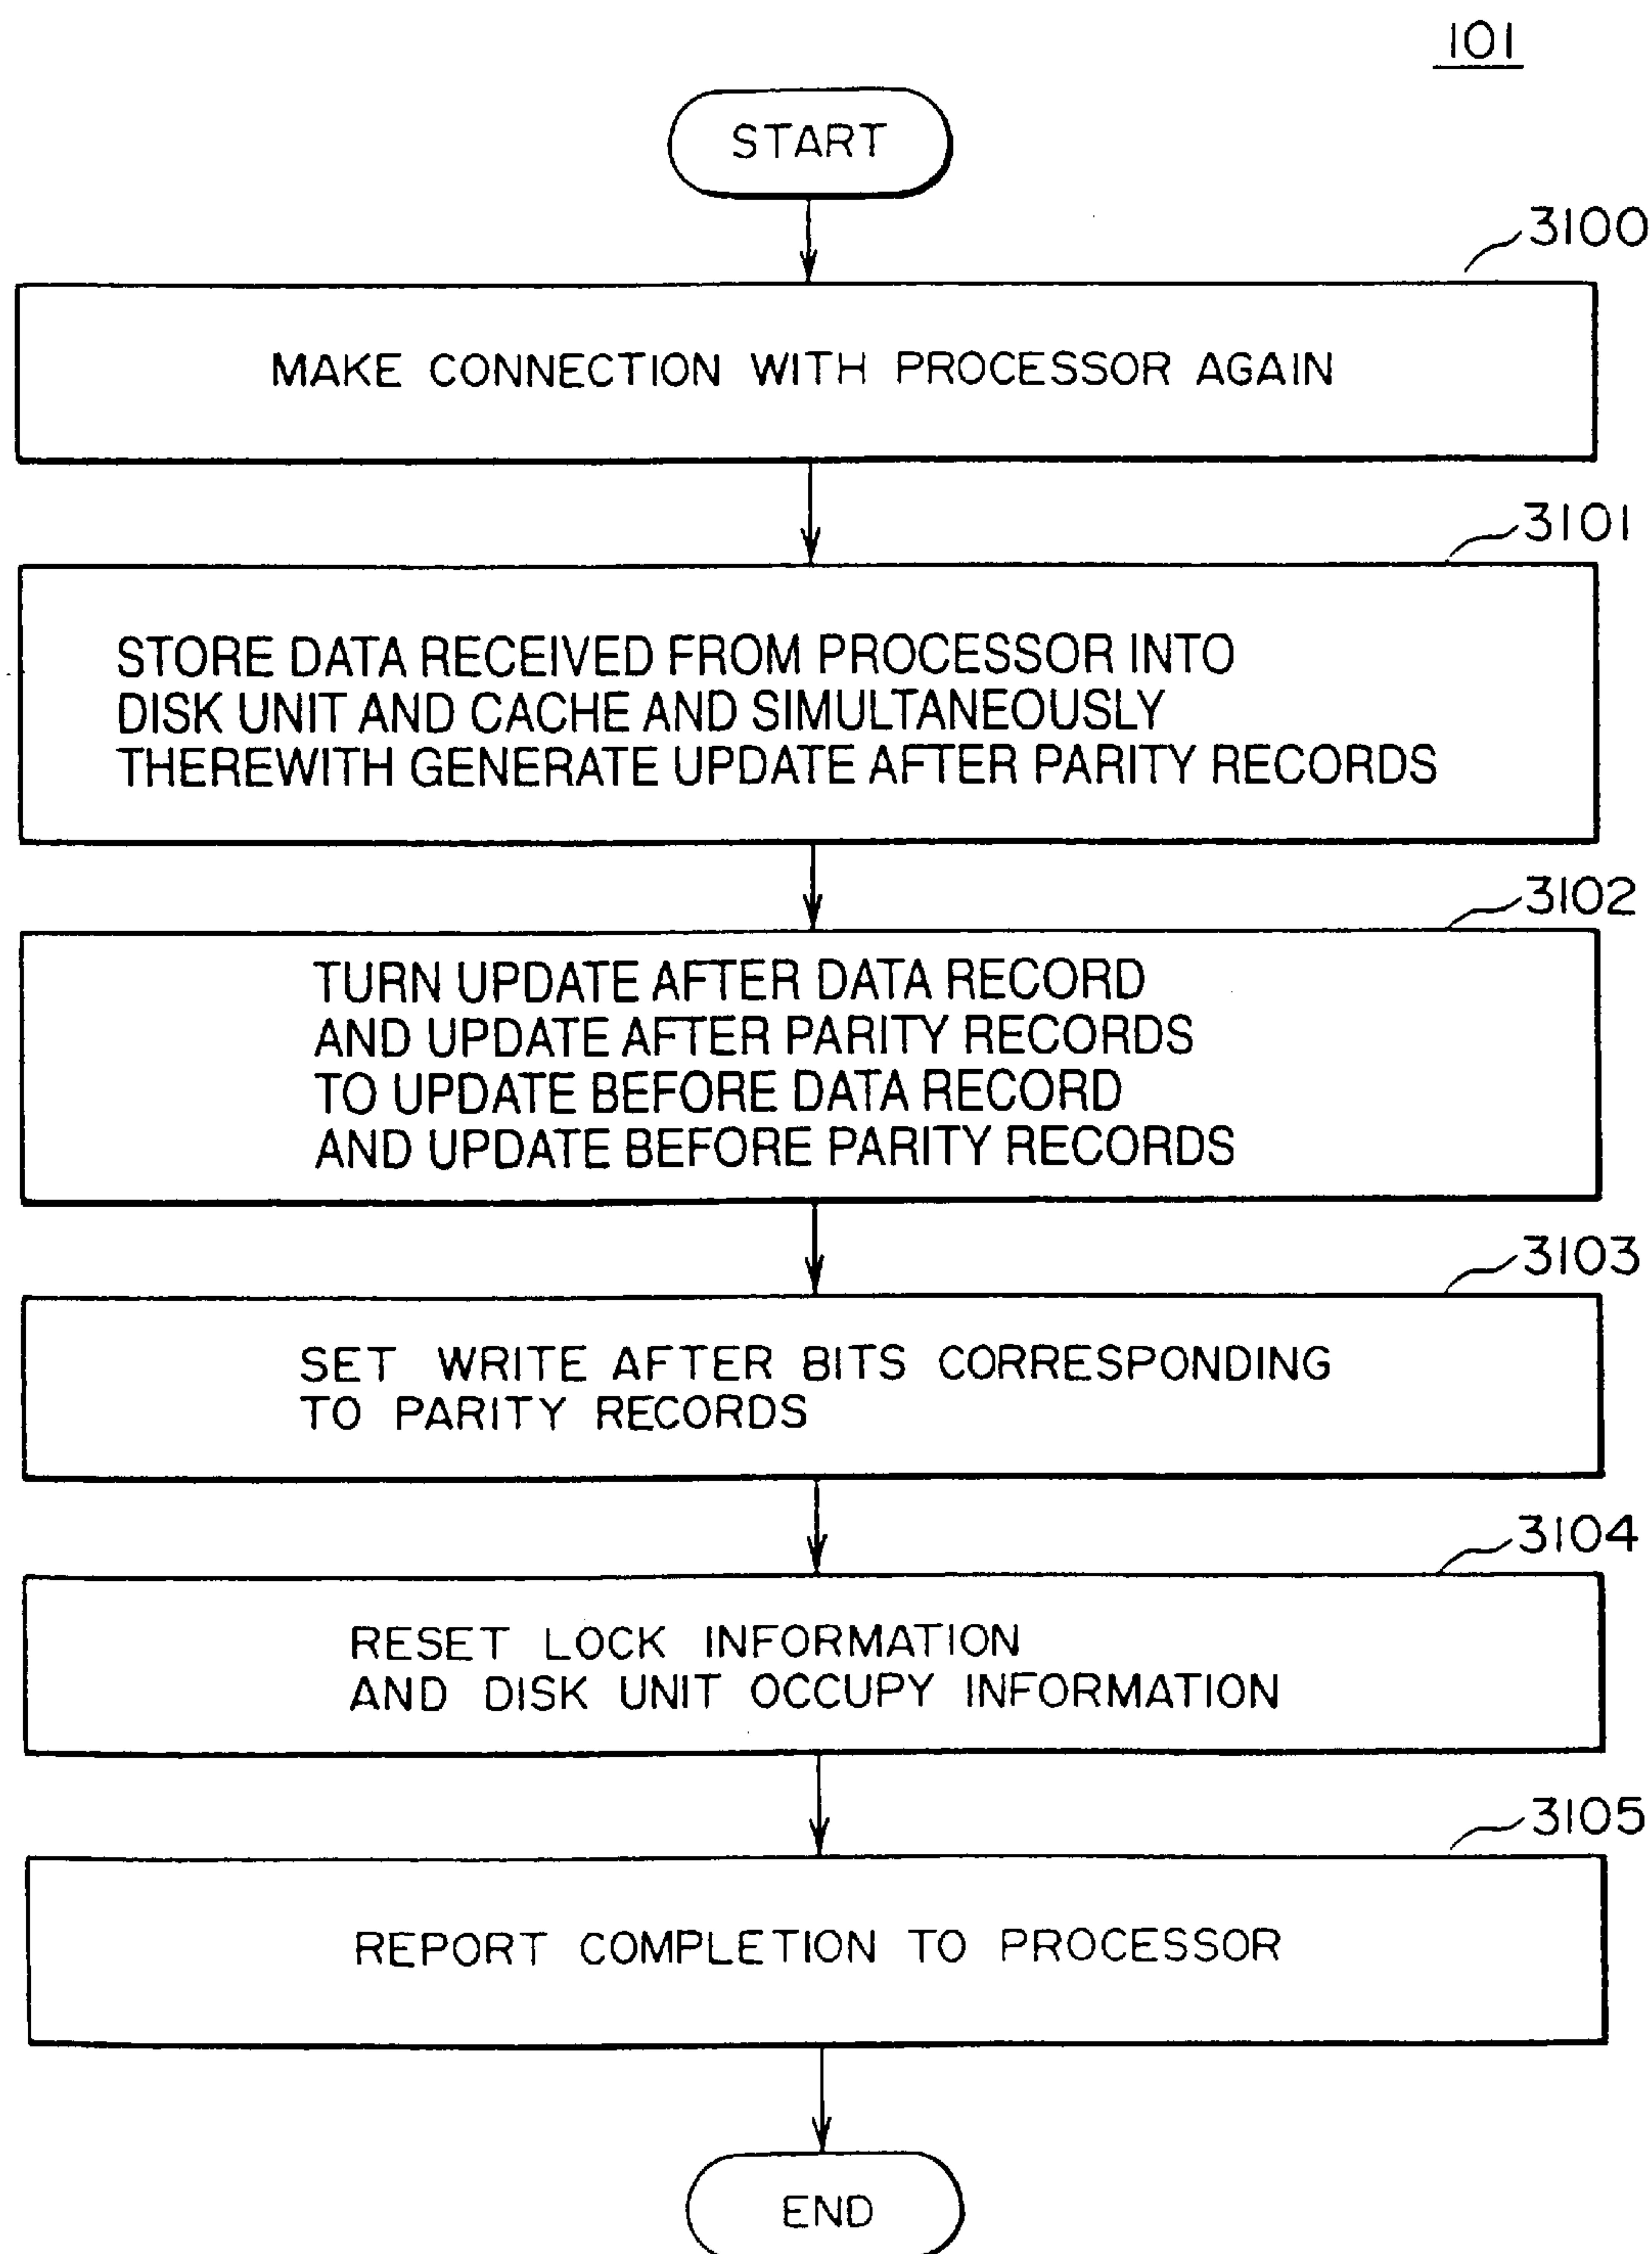 101
START
3100
MAKE CONNECTION WITH PROCESSOR AGAIN
3101
STORE DATA RECEIVED FROM PROCESSOR INTO
DISK UNIT AND CACHE AND SIMULTANEOUSLY
THEREWITH GENERATE UPDATE AFTER PARITY RECORDS
3102
TURN UPDATE AFTER DATA RECORD
AND UPDATE AFTER PARITY RECORDS
TO UPDATE BEFORE DATA RECORD
AND UPDATE BEFORE PARITY RECORDS
3103
SET WRITE AFTER BITS CORRESPONDING
TO PARITY RECORDS
3104
RESET LOCK INFORMATION
AND DISK UNIT OCCUPY INFORMATION
3105
REPORT COMPLETION TO PROCESSOR
END